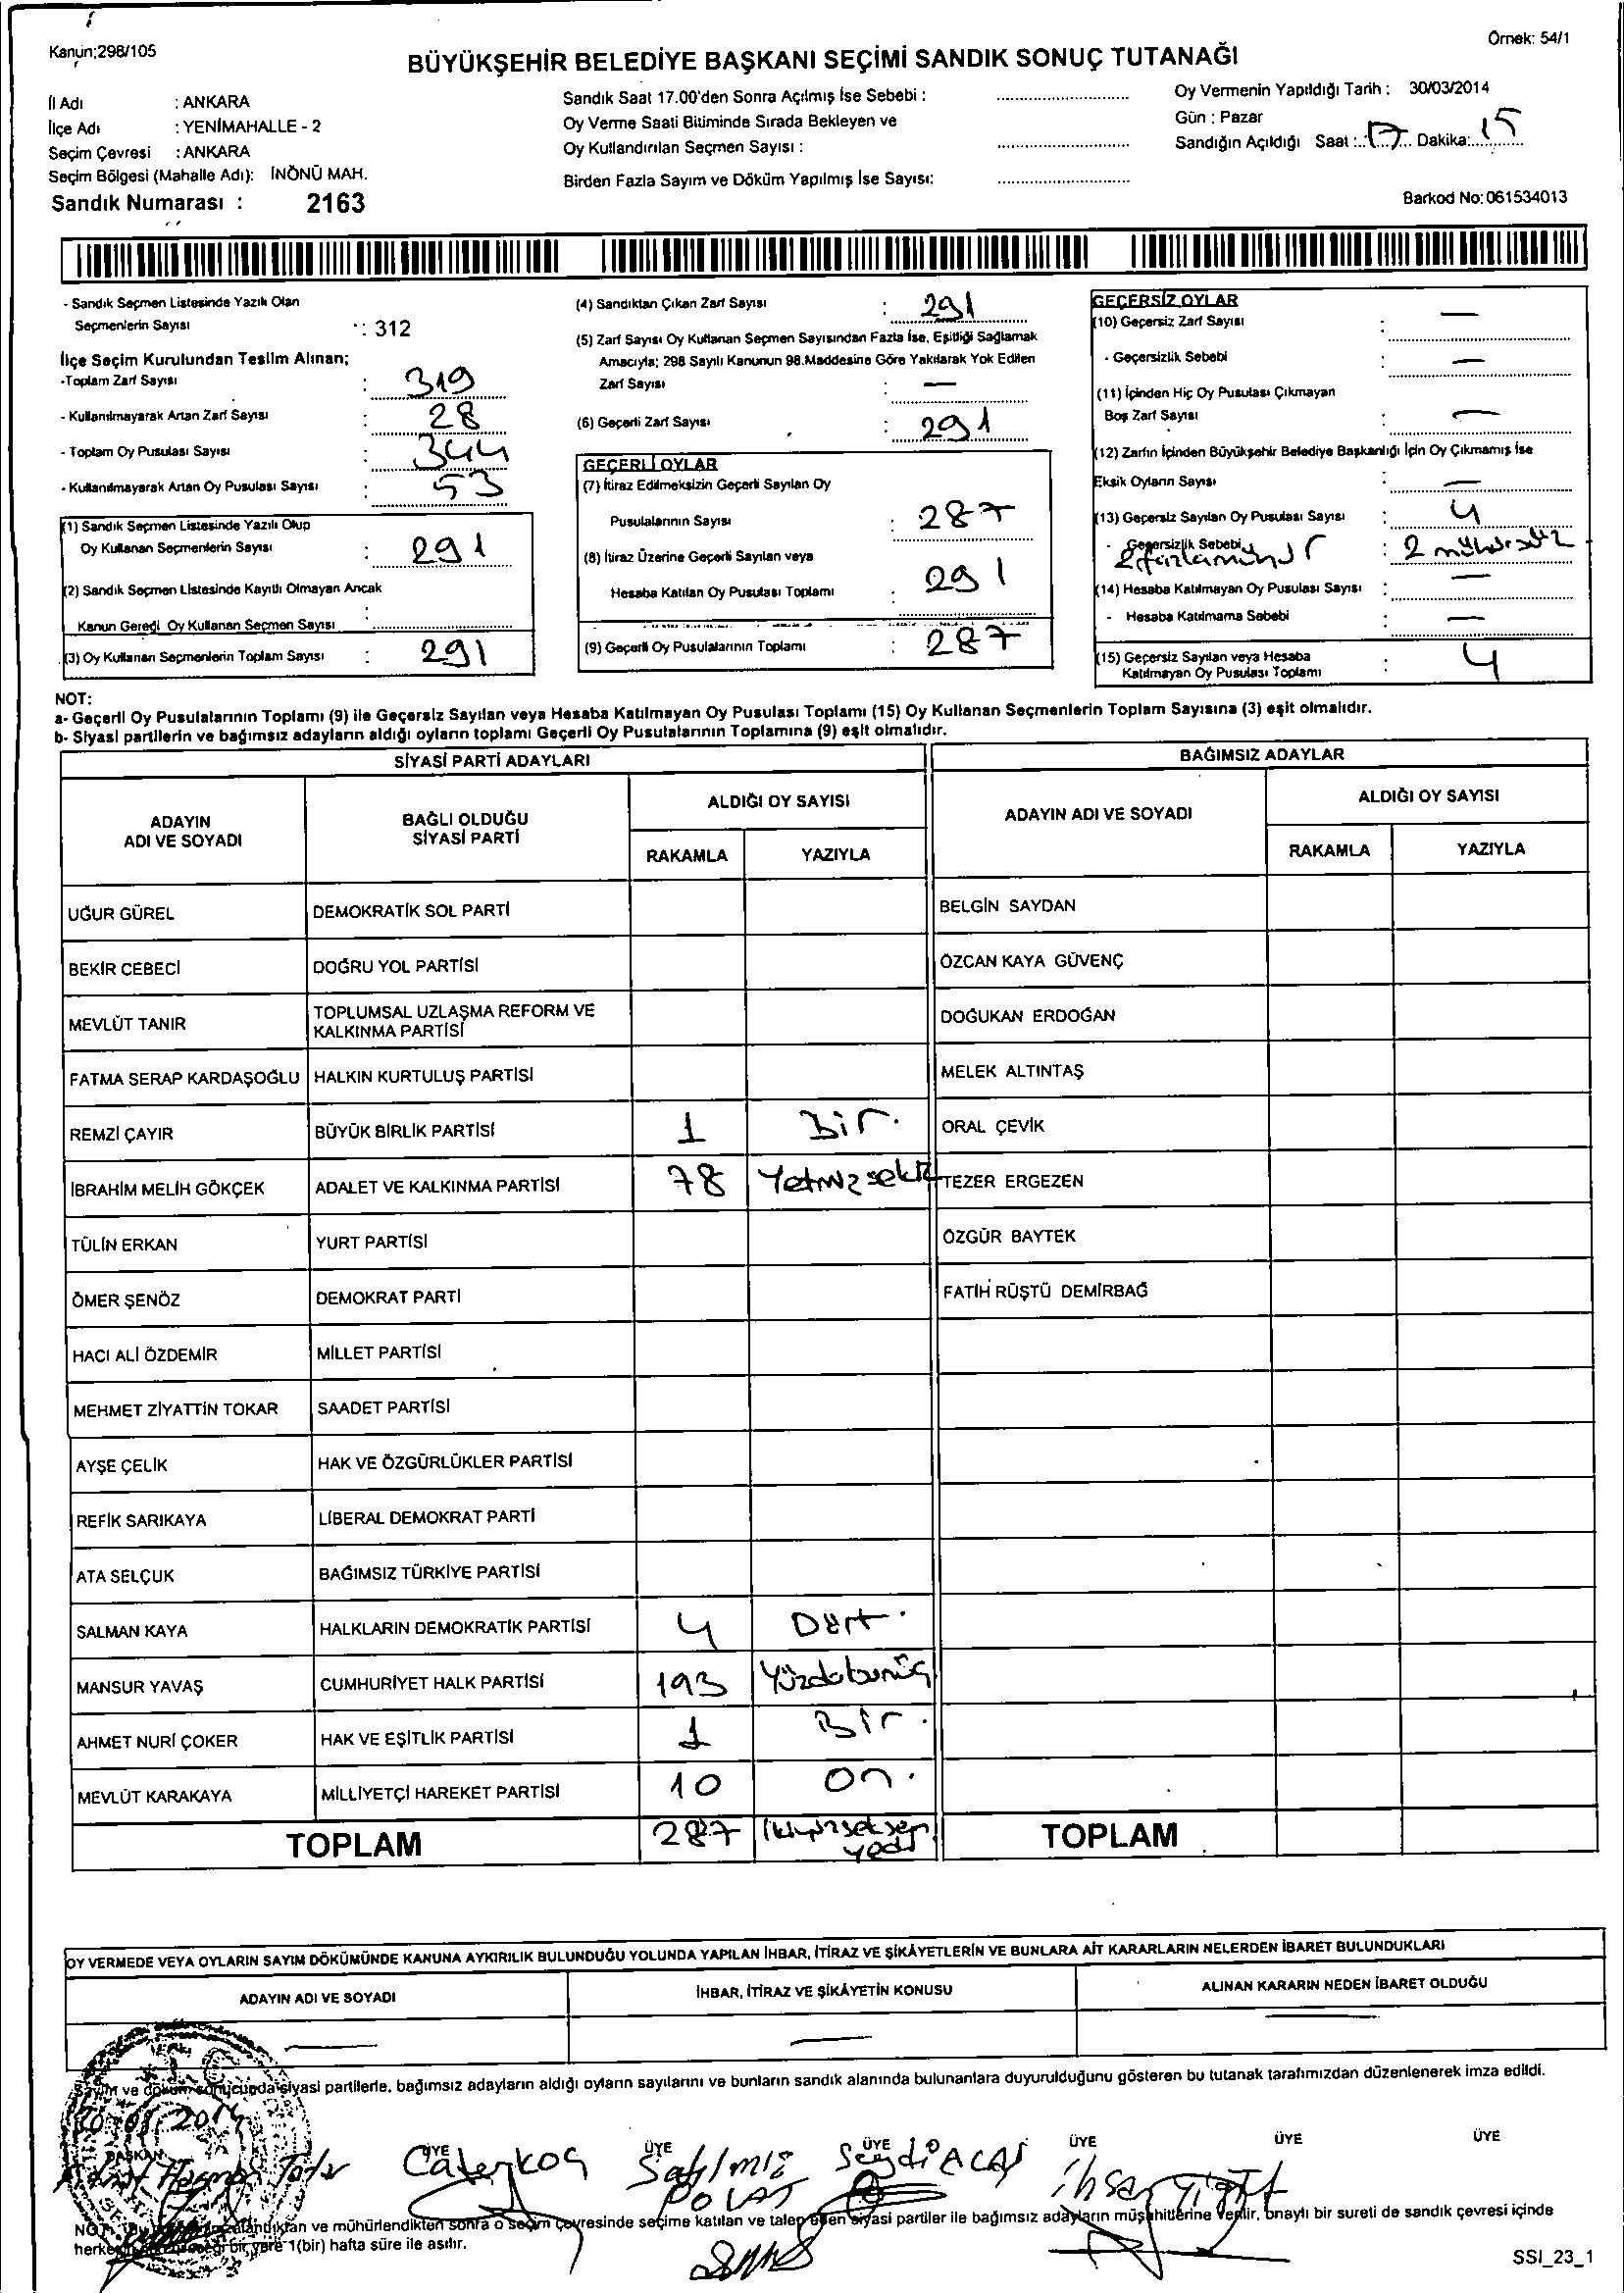 Kanun;298/105
Örnek: 54/1
BÜYÜKŞEHİR BELEDİYE BAŞKANI SEÇİMİ SANDIK SONUÇ TUTANAĞI
İl Adı : ANKARA
İlçe Adı : YENİMAHALLE - 2
Seçim Çevresi : ANKARA
Seçim Bölgesi (Mahalle Adı): İNÖNÜ MAH.
Sandık Numarası : 2163
Sandık Saat 17.00'den Sonra Açılmış İse Sebebi :
Oy Verme Saati Bitiminde Sırada Bekleyen ve
Oy Kullandırılan Seçmen Sayısı :
Birden Fazla Sayım ve Döküm Yapılmış İse Sayısı:
Oy Vermenin Yapıldığı Tarih : 30/03/2014
Gün : Pazar
Sandığın Açıldığı Saat : 17 Dakika: 15
Barkod No: 061534013
- Sandık Seçmen Listesinde Yazılı Olan
Seçmenlerin Sayısı : 312
İlçe Seçim Kurulundan Teslim Alınan;
-Toplam Zarf Sayısı : 319
- Kullanılmayarak Artan Zarf Sayısı : 28
- Toplam Oy Pusulası Sayısı : 344
- Kullanılmayarak Artan Oy Pusulası Sayısı : 53
(1) Sandık Seçmen Listesinde Yazılı Olup
Oy Kullanan Seçmenlerin Sayısı : 291
(2) Sandık Seçmen Listesinde Kayıtlı Olmayan Ancak
Kanun Gereği Oy Kullanan Seçmen Sayısı :
(3) Oy Kullanan Seçmenlerin Toplam Sayısı : 291
(4) Sandıktan Çıkan Zarf Sayısı : 291
(5) Zarf Sayısı Oy Kullanan Seçmen Sayısından Fazla İse, Eşitliği Sağlamak
Amacıyla; 298 Sayılı Kanunun 98.Maddesine Göre Yakılarak Yok Edilen
Zarf Sayısı : —
(6) Geçerli Zarf Sayısı : 291
GEÇERLİ OYLAR
(7) İtiraz Edilmeksizin Geçerli Sayılan Oy
Pusulalarının Sayısı : 287
(8) İtiraz Üzerine Geçerli Sayılan veya
Hesaba Katılan Oy Pusulası Toplamı : 291
(9) Geçerli Oy Pusulalarının Toplamı : 287
GEÇERSİZ OYLAR
(10) Geçersiz Zarf Sayısı : —
- Geçersizlik Sebebi —
(11) İçinden Hiç Oy Pusulası Çıkmayan
Boş Zarf Sayısı : —
(12) Zarfın İçinden Büyükşehir Belediye Başkanlığı İçin Oy Çıkmamış İse
Eksik Oyların Sayısı : —
(13) Geçersiz Sayılan Oy Pusulası Sayısı : 4
- Geçersizlik Sebebi : 2 mühürsüz
2 fazla mühür
(14) Hesaba Katılmayan Oy Pusulası Sayısı : —
- Hesaba Katılmama Sebebi : —
(15) Geçersiz Sayılan veya Hesaba
Katılmayan Oy Pusulası Toplamı : 4
NOT:
a- Geçerli Oy Pusulalarının Toplamı (9) ile Geçersiz Sayılan veya Hesaba Katılmayan Oy Pusulası Toplamı (15) Oy Kullanan Seçmenlerin Toplam Sayısına (3) eşit olmalıdır.
b- Siyasi partilerin ve bağımsız adayların aldığı oyların toplamı Geçerli Oy Pusulalarının Toplamına (9) eşit olmalıdır.
SİYASİ PARTİ ADAYLARI
ADAYIN ADI VE SOYADI BAĞLI OLDUĞU SİYASİ PARTİ ALDIĞI OY SAYISI
RAKAMLA YAZIYLA
UĞUR GÜREL DEMOKRATİK SOL PARTİ
BEKİR CEBECİ DOĞRU YOL PARTİSİ
MEVLÜT TANIR TOPLUMSAL UZLAŞMA REFORM VE KALKINMA PARTİSİ
FATMA SERAP KARDAŞOĞLU HALKIN KURTULUŞ PARTİSİ
REMZİ ÇAYIR BÜYÜK BİRLİK PARTİSİ 1 Bir.
İBRAHİM MELİH GÖKÇEK ADALET VE KALKINMA PARTİSİ 78 Yetmişsekiz
TÜLİN ERKAN YURT PARTİSİ
ÖMER ŞENÖZ DEMOKRAT PARTİ
HACI ALİ ÖZDEMİR MİLLET PARTİSİ
MEHMET ZİYATTİN TOKAR SAADET PARTİSİ
AYŞE ÇELİK HAK VE ÖZGÜRLÜKLER PARTİSİ
REFİK SARIKAYA LİBERAL DEMOKRAT PARTİ
ATA SELÇUK BAĞIMSIZ TÜRKİYE PARTİSİ
SALMAN KAYA HALKLARIN DEMOKRATİK PARTİSİ 4 Dört.
MANSUR YAVAŞ CUMHURİYET HALK PARTİSİ 193 Yüzdoksanüç
AHMET NURİ ÇOKER HAK VE EŞİTLİK PARTİSİ 1 Bir.
MEVLÜT KARAKAYA MİLLİYETÇİ HAREKET PARTİSİ 10 On.
TOPLAM 287 İkiyüzseksen yedi
BAĞIMSIZ ADAYLAR
ADAYIN ADI VE SOYADI ALDIĞI OY SAYISI
RAKAMLA YAZIYLA
BELGİN SAYDAN
ÖZCAN KAYA GÜVENÇ
DOĞUKAN ERDOĞAN
MELEK ALTINTAŞ
ORAL ÇEVİK
TEZER ERGEZEN
ÖZGÜR BAYTEK
FATİH RÜŞTÜ DEMİRBAĞ
TOPLAM
OY VERMEDE VEYA OYLARIN SAYIM DÖKÜMÜNDE KANUNA AYKIRILIK BULUNDUĞU YOLUNDA YAPILAN İHBAR, İTİRAZ VE ŞİKÂYETLERİN VE BUNLARA AİT KARARLARIN NELERDEN İBARET BULUNDUKLARI
ADAYIN ADI VE SOYADI İHBAR, İTİRAZ VE ŞİKÂYETİN KONUSU ALINAN KARARIN NEDEN İBARET OLDUĞU
— — —
Sayım ve döküm sonucunda siyasi partilerle, bağımsız adayların aldığı oyların sayılarını ve bunların sandık alanında bulunanlara duyurulduğunu gösteren bu tutanak tarafımızdan düzenlenerek imza edildi.
BAŞKAN ÜYE ÜYE ÜYE ÜYE ÜYE ÜYE
Cafer KOÇ Satılmış POLAT Seydi ACAR İhsan YİĞİT
NOT: imzalandıktan ve mühürlendikten sonra o seçim çevresinde seçime katılan ve talep eden siyasi partiler ile bağımsız adayların müşahitlerine verilir, onaylı bir sureti de sandık çevresi içinde
bir yere 1(bir) hafta süre ile asılır.
SSI_23_1